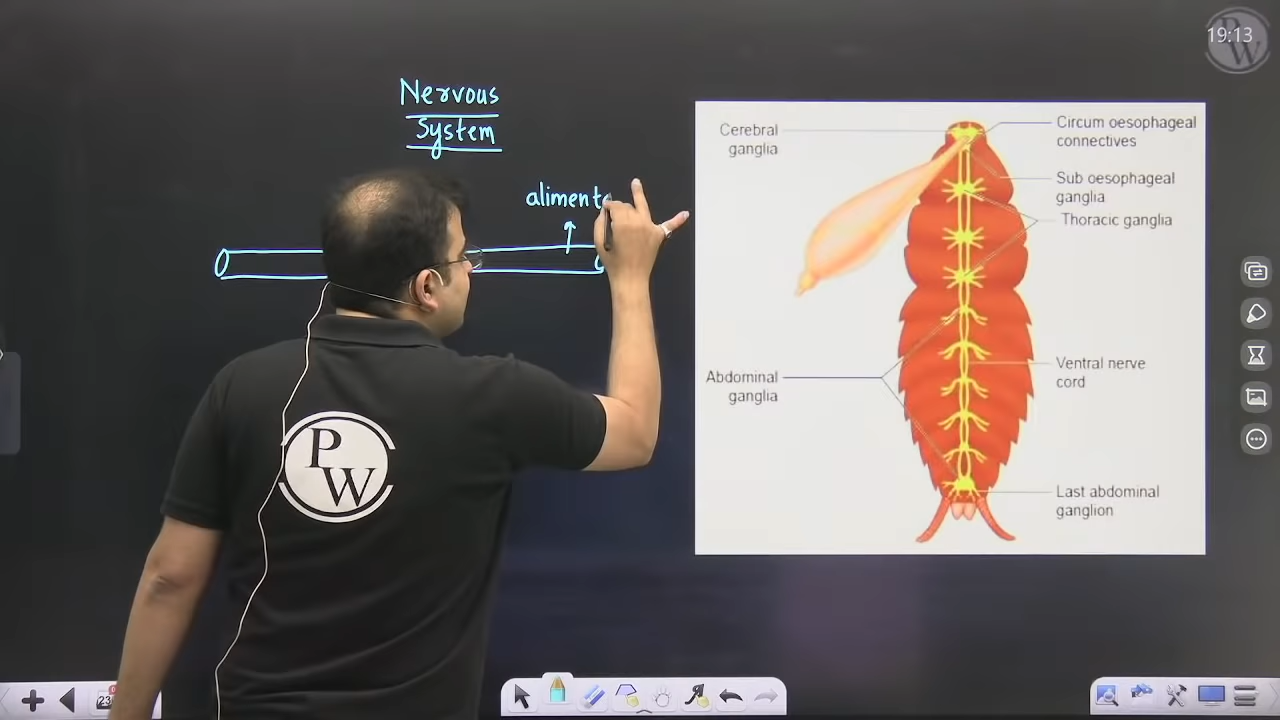 19:13
P
W
Nervous
System
alimenta
P
W
Cerebral
ganglia
Circum oesophageal
connectives
Sub oesophageal
ganglia
Thoracic ganglia
Abdominal
ganglia
Ventral nerve
cord
Last abdominal
ganglion